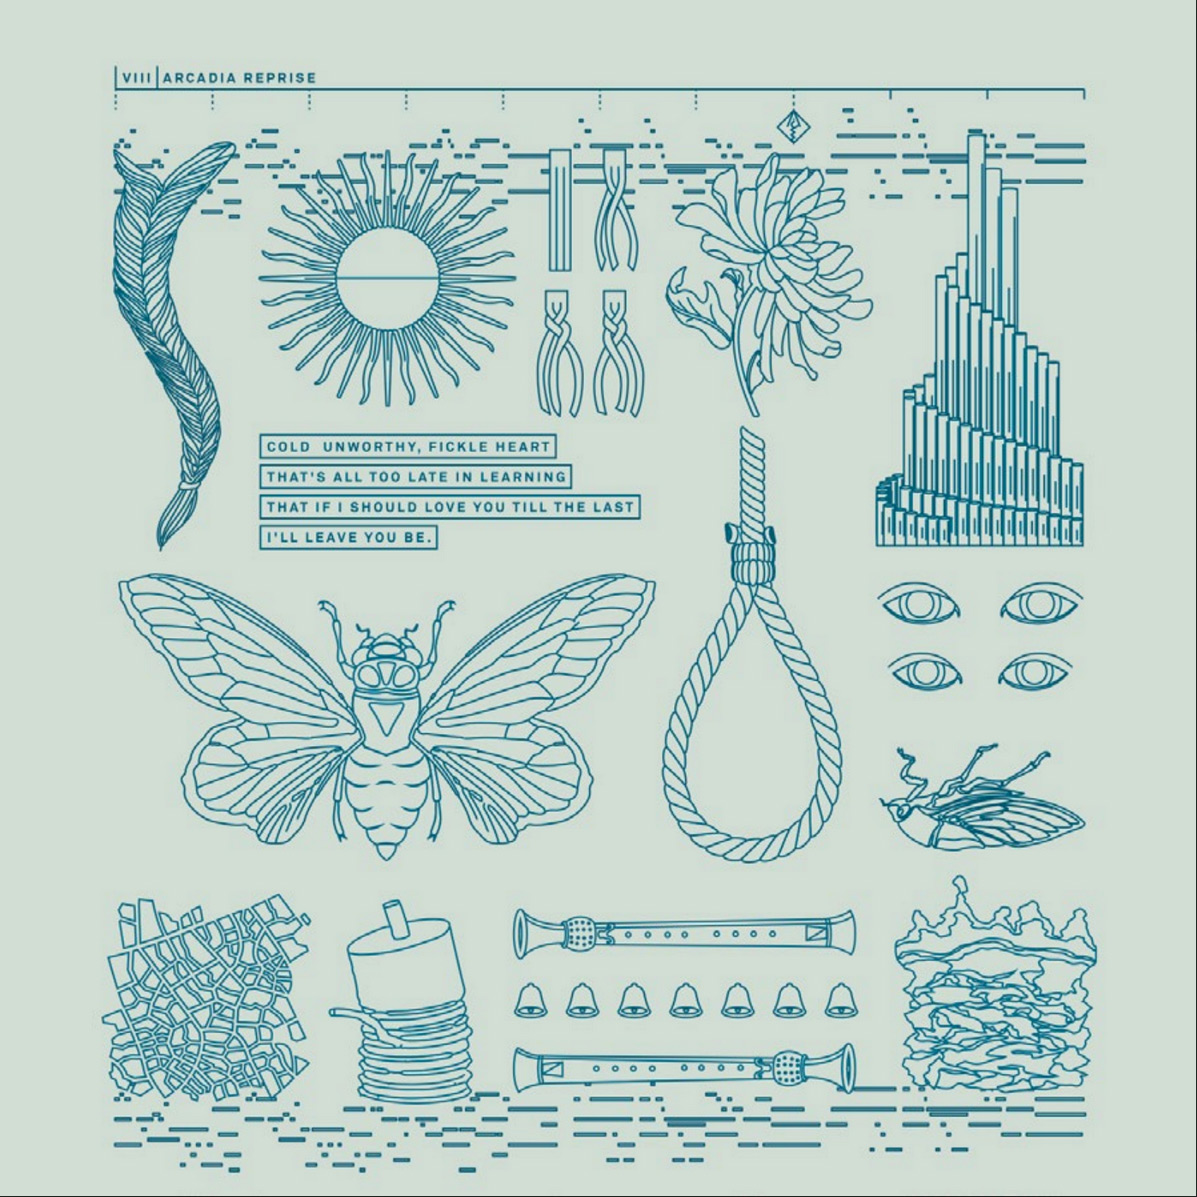 VIII ARCADIA REPRISE
COLD UNWORTHY, FICKLE HEART
THAT'S ALL TOO LATE IN LEARNING
THAT IF I SHOULD LOVE YOU TILL THE LAST
I'LL LEAVE YOU BE.